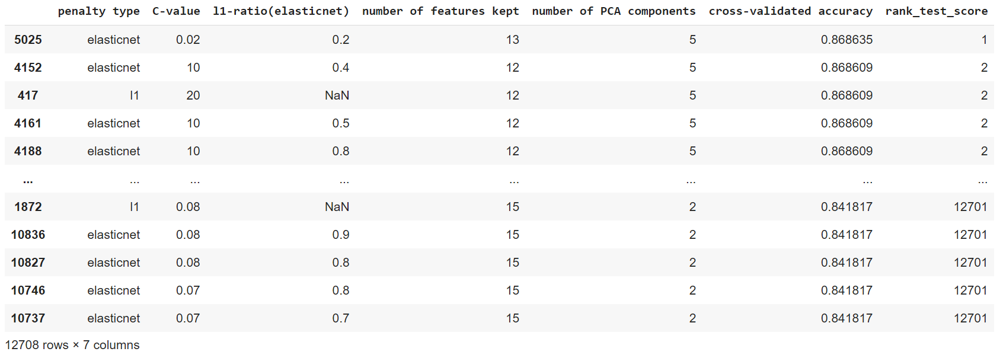 penalty type C-value l1-ratio(elasticnet) number of features kept number of PCA components cross-validated accuracy rank_test_score
5025 elasticnet 0.02 0.2 13 5 0.868635 1
4152 elasticnet 10 0.4 12 5 0.868609 2
417 l1 20 NaN 12 5 0.868609 2
4161 elasticnet 10 0.5 12 5 0.868609 2
4188 elasticnet 10 0.8 12 5 0.868609 2
... ... ... ... ... ... ... ...
1872 l1 0.08 NaN 15 2 0.841817 12701
10836 elasticnet 0.08 0.9 15 2 0.841817 12701
10827 elasticnet 0.08 0.8 15 2 0.841817 12701
10746 elasticnet 0.07 0.8 15 2 0.841817 12701
10737 elasticnet 0.07 0.7 15 2 0.841817 12701
12708 rows × 7 columns